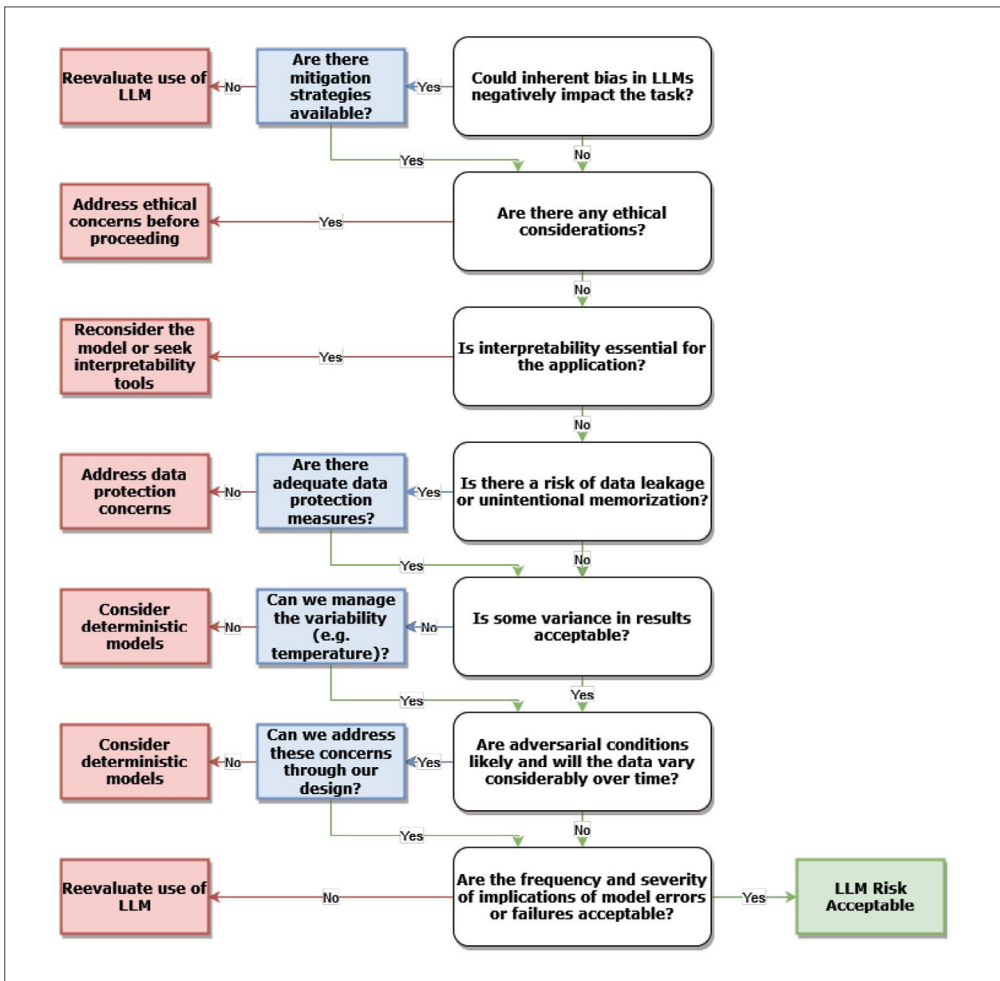 Reevaluate use of
LLM
No
Are there
mitigation
strategies
available?
Yes
Could inherent bias in LLMs
negatively impact the task?
Yes
No
Address ethical
concerns before
proceeding
Yes
Are there any ethical
considerations?
No
Reconsider the
model or seek
interpretability
tools
Yes
Is interpretability essential for
the application?
No
Address data
protection
concerns
No
Are there
adequate data
protection
measures?
Yes
Is there a risk of data leakage
or unintentional memorization?
Yes
No
Consider
deterministic
models
No
Can we manage
the variability
(e.g.
temperature)?
No
Is some variance in results
acceptable?
Yes
Yes
Consider
deterministic
models
No
Can we address
these concerns
through our
design?
Yes
Are adversarial conditions
likely and will the data vary
considerably over time?
Yes
No
Reevaluate use of
LLM
No
Are the frequency and severity
of implications of model errors
or failures acceptable?
Yes
LLM Risk
Acceptable